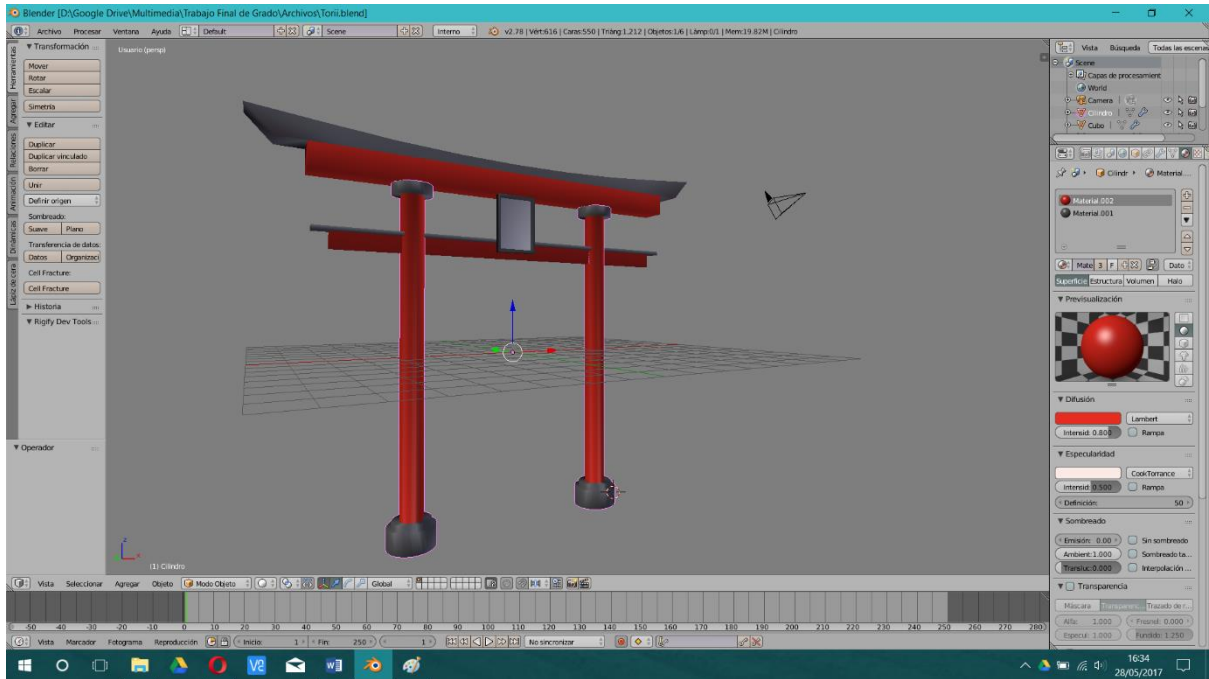 Blender [D:\Google Drive\Multimedia\Trabajo Final de Grado\Archivos\Torii.blend]
Archivo Procesar Ventana Ayuda Default Scene Interno v2.78 | Vért:616 | Caras:550 | Triáng:1,212 | Objetos:1/6 | Lámp:0/1 | Mem:19.82M | Cilindro
Herramientas
Agregar
Relaciones
Animación
Dinámicas
Lápiz de cera
Transformación
Mover
Rotar
Escalar
Simetría
Editar
Duplicar
Duplicar vinculado
Borrar
Unir
Definir origen
Sombreado:
Suave Plano
Transferencia de datos:
Datos Organizaci
Cell Fracture:
Cell Fracture
Historia
Rigify Dev Tools
Operador
Usuario (persp)
z
x
(1) Cilindro
Vista Seleccionar Agregar Objeto Modo Objeto Global
-50 -40 -30 -20 -10 0 10 20 30 40 50 60 70 80 90 100 110 120 130 140 150 160 170 180 190 200 210 220 230 240 250 260 270 280
Vista Marcador Fotograma Reproducción Inicio: 1 Fin: 250 1 No sincronizar
Vista Búsqueda Todas las escenas
Scene
Capas de procesamient
World
Camera
Cilindro
Cubo
Cilindr Material....
Material.002
Material.001
Mate 3 F Dato
Superficie Estructura Volumen Halo
Previsualización
Difusión
Lambert
Intensid: 0.800 Rampa
Especularidad
CookTorrance
Intensid: 0.500 Rampa
Definición: 50
Sombreado
Emisión: 0.00 Sin sombreado
Ambient:1.000 Sombreado ta...
Transluc:0.000 Interpolación ...
Transparencia
Máscara Transparen... Trazado de r...
Alfa: 1.000 Fresnel: 0.000
Especul: 1.000 Fundido: 1.250
16:34
28/05/2017